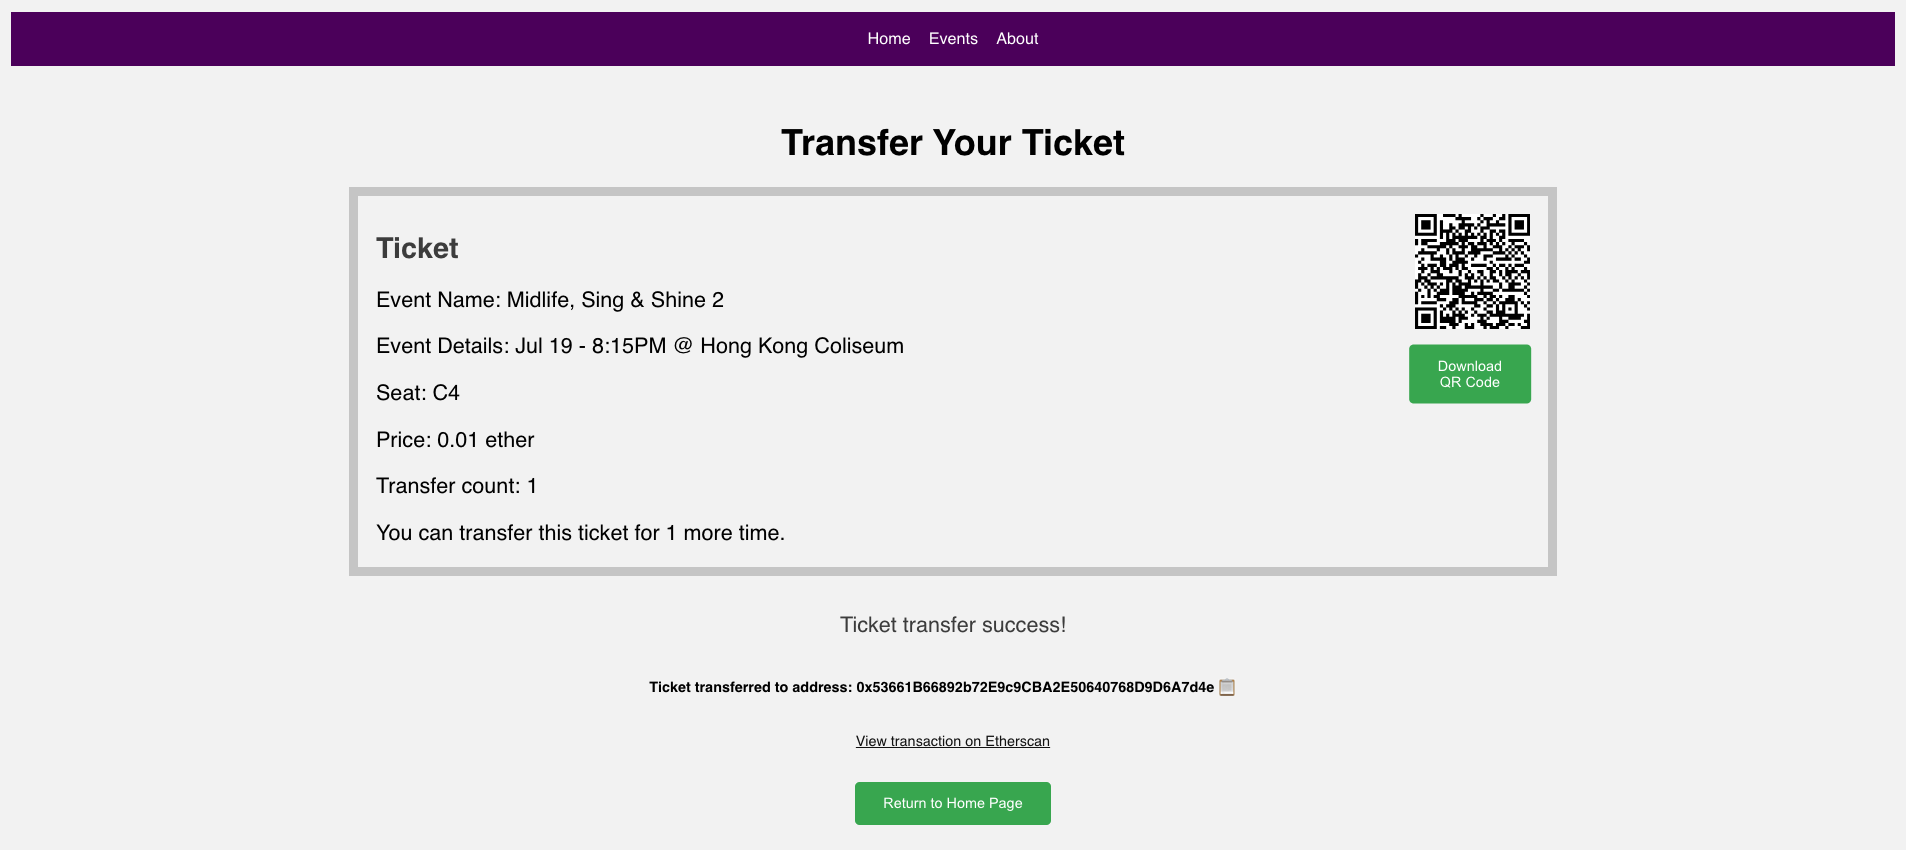 Home Events About
Transfer Your Ticket
Ticket
Event Name: Midlife, Sing & Shine 2
Event Details: Jul 19 - 8:15PM @ Hong Kong Coliseum
Seat: C4
Price: 0.01 ether
Transfer count: 1
You can transfer this ticket for 1 more time.
Download
QR Code
Ticket transfer success!
Ticket transferred to address: 0x53661B66892b72E9c9CBA2E50640768D9D6A7d4e
View transaction on Etherscan
Return to Home Page